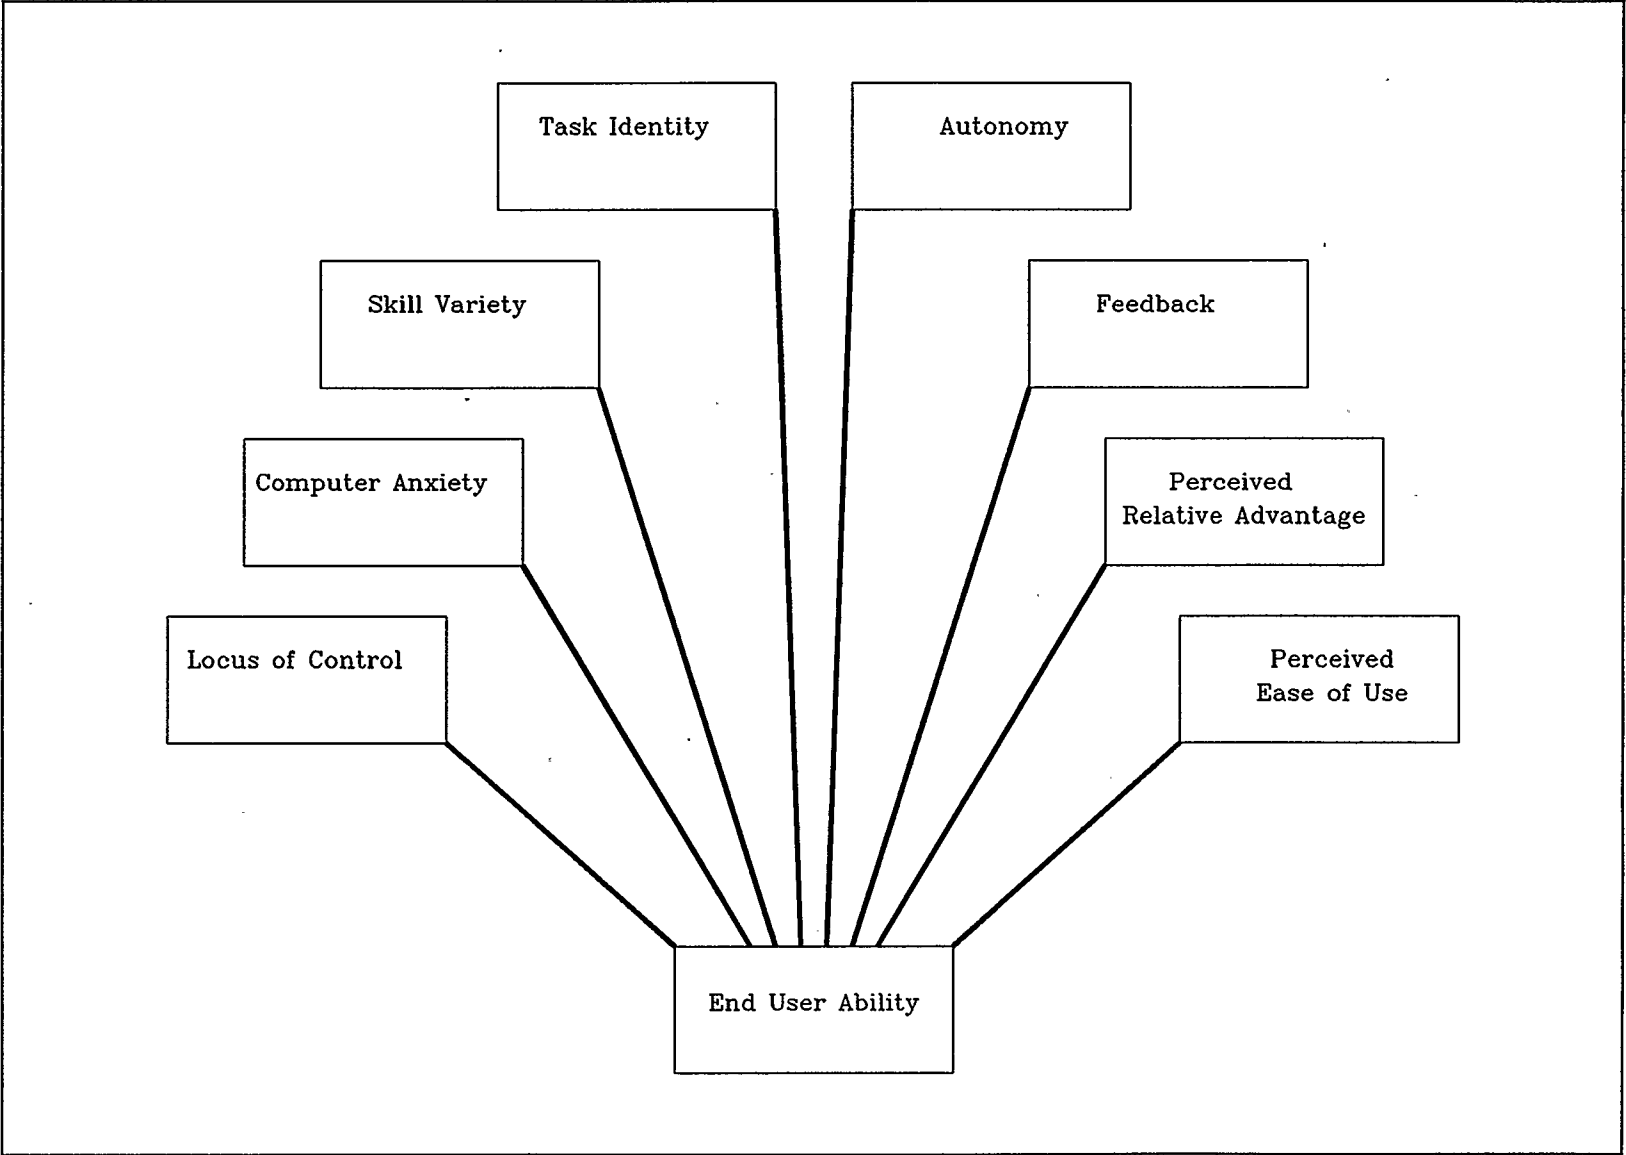 Task Identity
Autonomy
Skill Variety
Feedback
Computer Anxiety
Perceived
Relative Advantage
Locus of Control
Perceived
Ease of Use
End User Ability